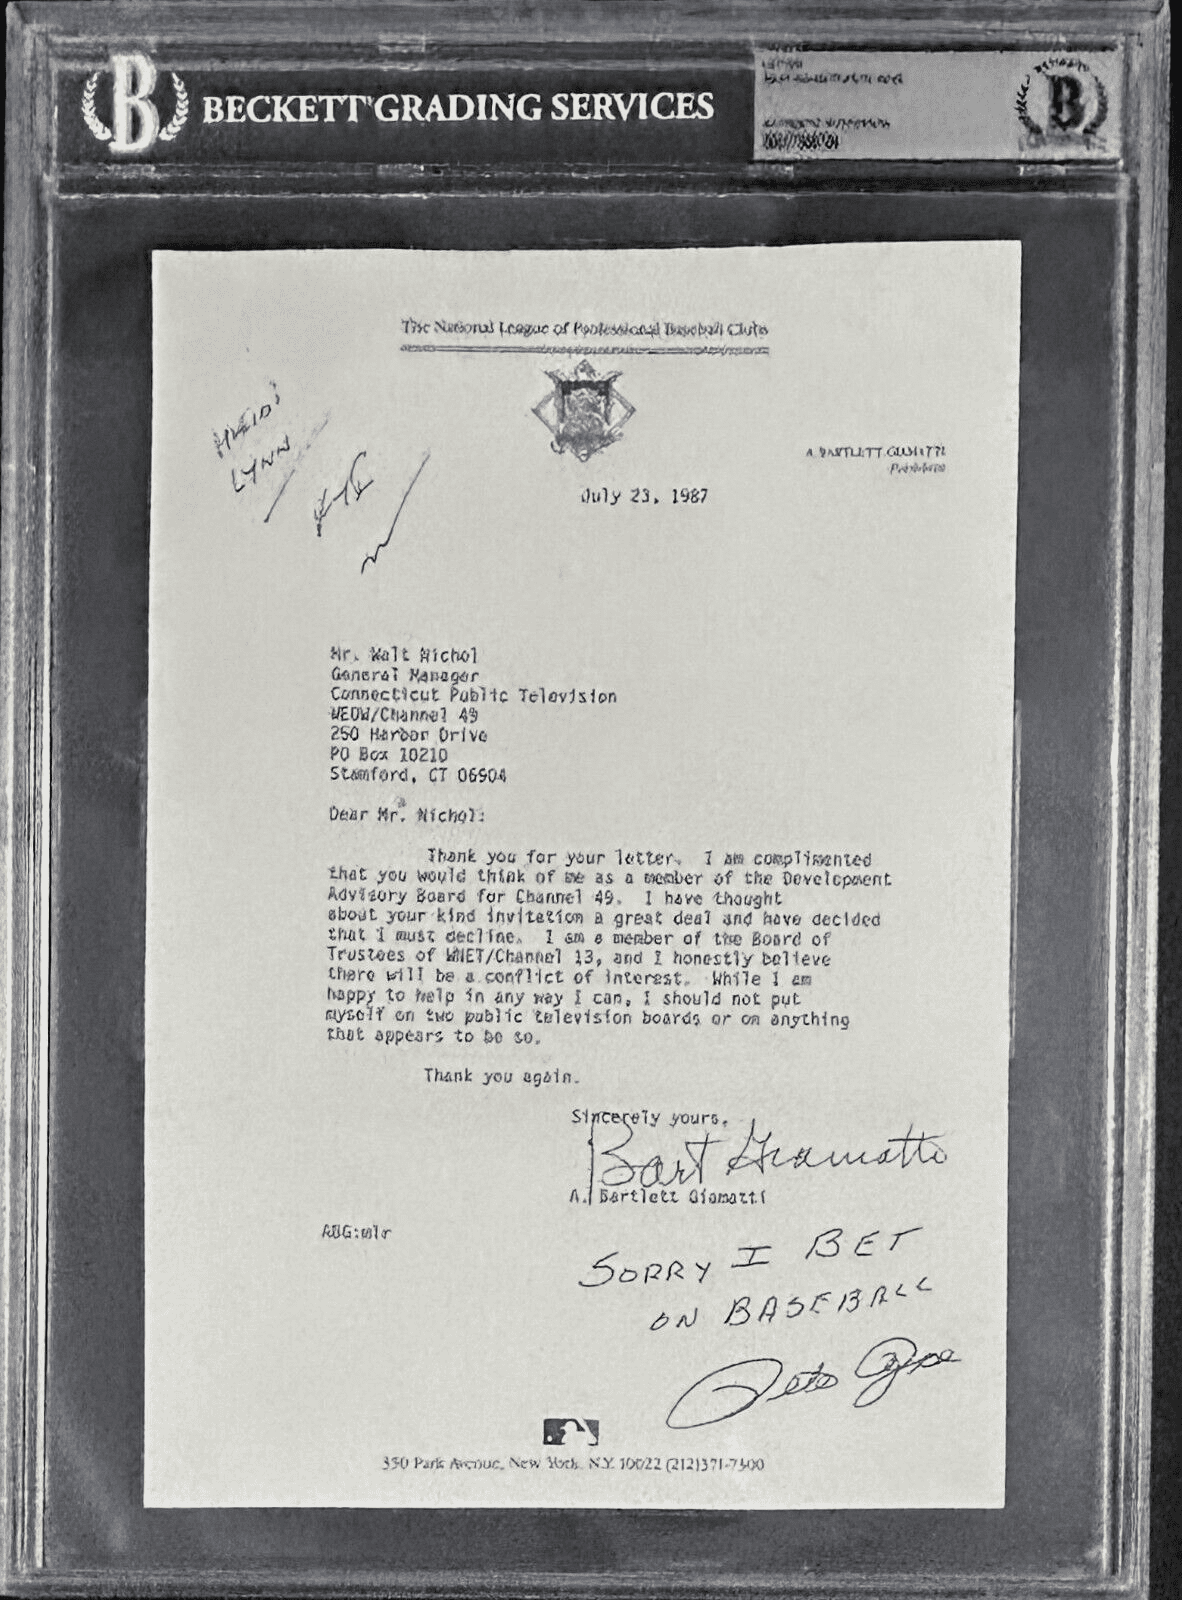 BECKETT GRADING SERVICES
B
The National League of Professional Baseball Clubs
HEIDI
LYNN
A. BARTLETT GIAMATTI
President
July 23, 1987
Mr. Walt Nichol
General Manager
Connecticut Public Television
WEDW/Channel 49
250 Harbor Drive
PO Box 10210
Stamford, CT 06904
Dear Mr. Nichol:
Thank you for your letter. I am complimented
that you would think of me as a member of the Development
Advisory Board for Channel 49. I have thought
about your kind invitation a great deal and have decided
that I must decline. I am a member of the Board of
Trustees of WNET/Channel 13, and I honestly believe
there will be a conflict of interest. While I am
happy to help in any way I can, I should not put
myself on two public television boards or on anything
that appears to be so.
Thank you again.
Sincerely yours,
Bart Giamatti
A. Bartlett Giamatti
ABG:mlr
SORRY I BET
ON BASEBALL
Pete Rose
350 Park Avenue, New York, N.Y. 10022 (212)371-7300